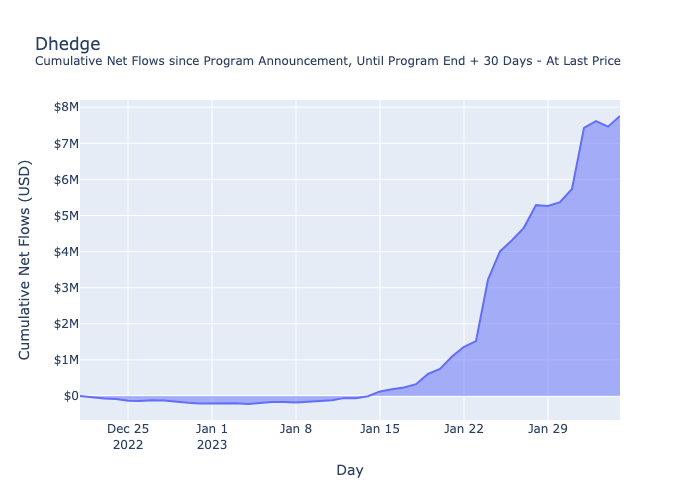 Dhedge
Cumulative Net Flows since Program Announcement, Until Program End + 30 Days - At Last Price
Cumulative Net Flows (USD)
$8M
$7M
$6M
$5M
$4M
$3M
$2M
$1M
$0
Dec 25
2022
Jan 1
2023
Jan 8
Jan 15
Jan 22
Jan 29
Day